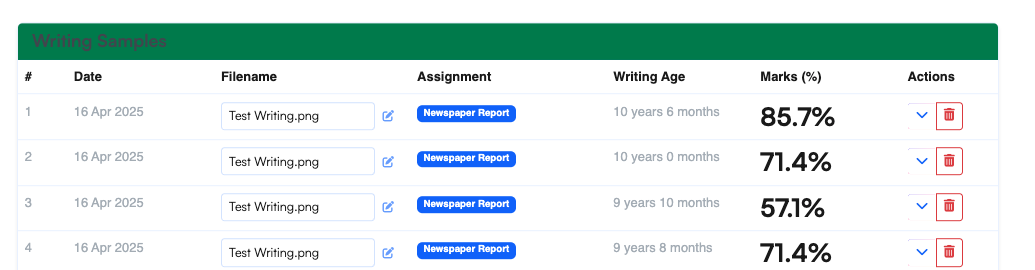 Writing Samples
# Date Filename Assignment Writing Age Marks (%) Actions
1 16 Apr 2025 Test Writing.png Newspaper Report 10 years 6 months 85.7%
2 16 Apr 2025 Test Writing.png Newspaper Report 10 years 0 months 71.4%
3 16 Apr 2025 Test Writing.png Newspaper Report 9 years 10 months 57.1%
4 16 Apr 2025 Test Writing.png Newspaper Report 9 years 8 months 71.4%